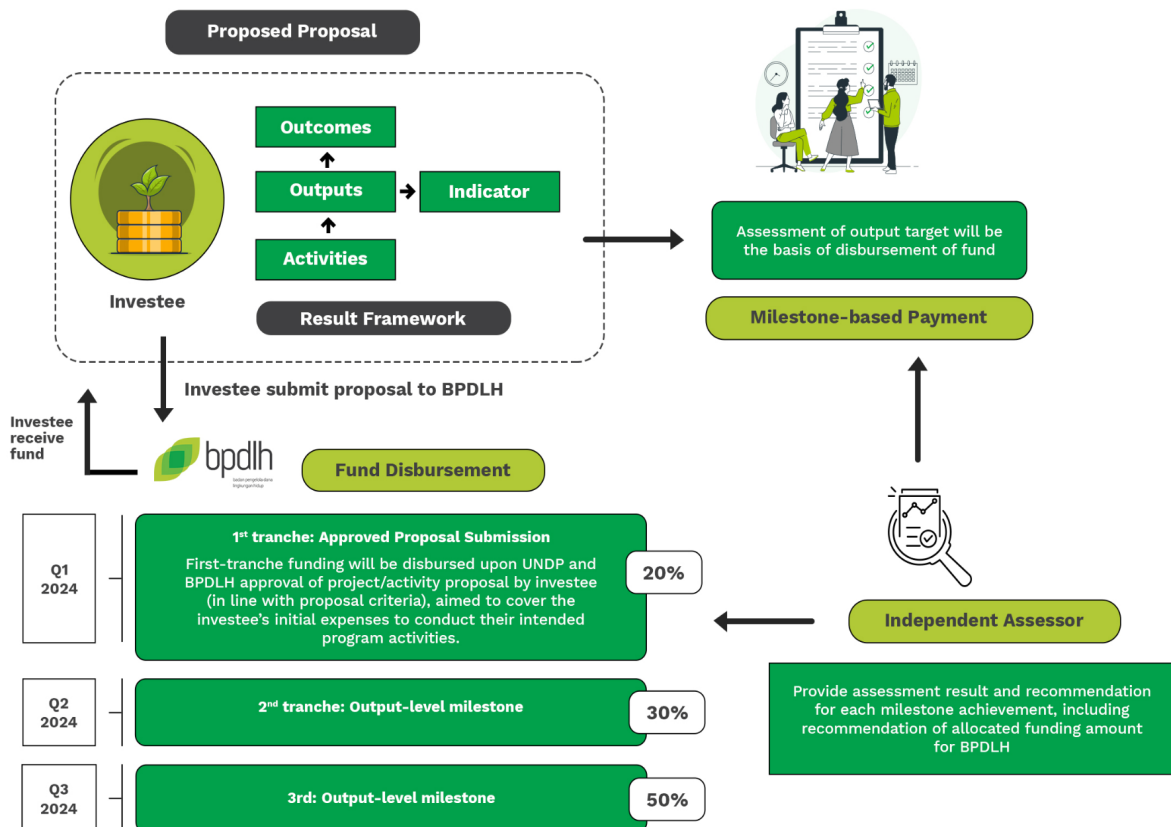 Proposed Proposal
Outcomes
Outputs
Indicator
Activities
Investee
Result Framework
Assessment of output target will be
the basis of disbursement of fund
Milestone-based Payment
Investee submit proposal to BPDLH
Investee
receive
fund
bpdlh
badan pengelola dana
lingkungan hidup
Fund Disbursement
Q1
2024
1st tranche: Approved Proposal Submission
First-tranche funding will be disbursed upon UNDP and
BPDLH approval of project/activity proposal by investee
(in line with proposal criteria), aimed to cover the
investee's initial expenses to conduct their intended
program activities.
20%
Independent Assessor
Provide assessment result and recommendation
for each milestone achievement, including
recommendation of allocated funding amount
for BPDLH
Q2
2024
2nd tranche: Output-level milestone
30%
Q3
2024
3rd: Output-level milestone
50%